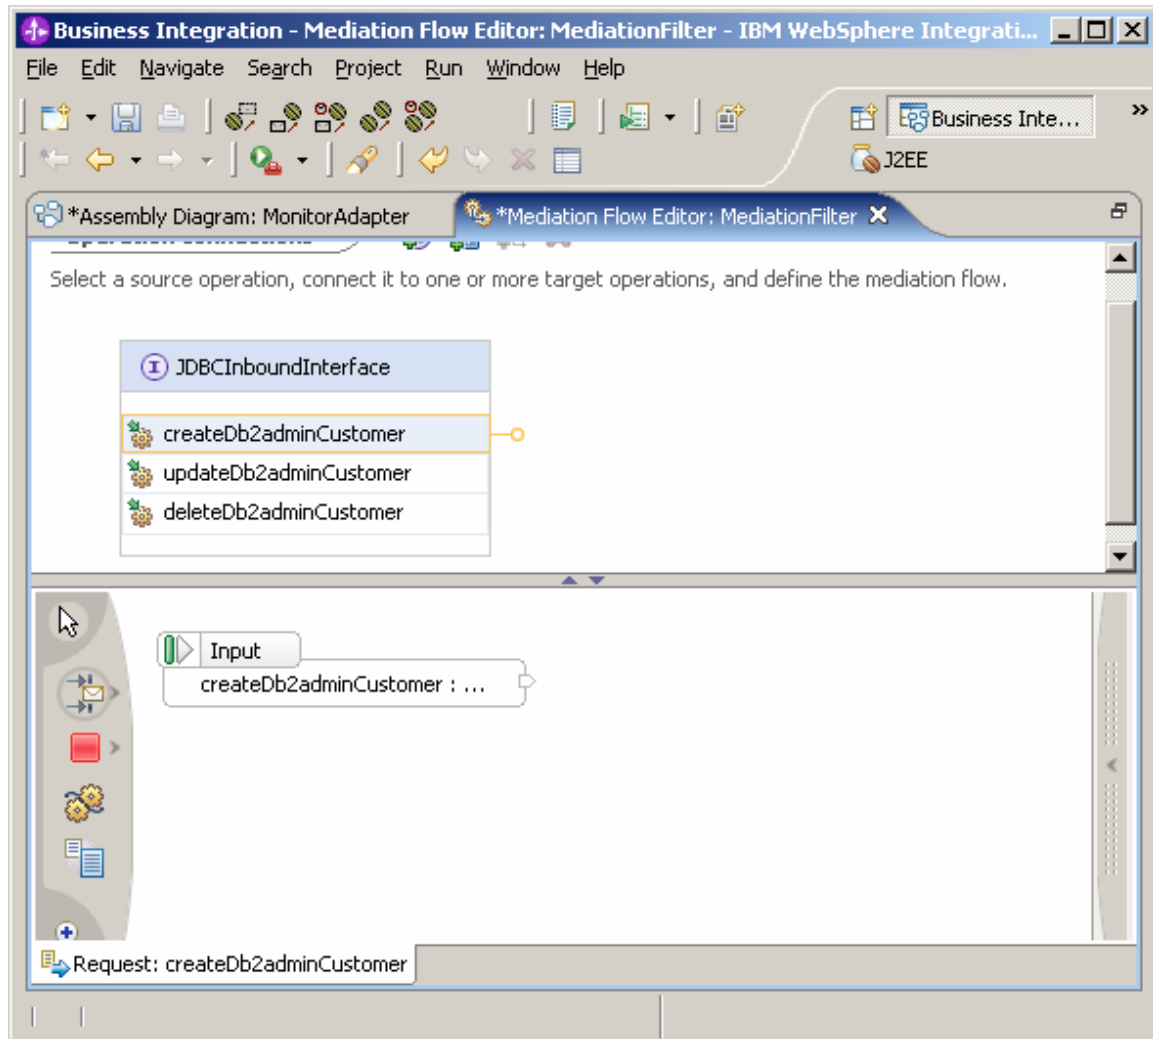 Business Integration - Mediation Flow Editor: MediationFilter - IBM WebSphere Integrati...
File Edit Navigate Search Project Run Window Help
Business Inte...
»
J2EE
*Assembly Diagram: MonitorAdapter
*Mediation Flow Editor: MediationFilter
Select a source operation, connect it to one or more target operations, and define the mediation flow.
JDBCInboundInterface
createDb2adminCustomer
updateDb2adminCustomer
deleteDb2adminCustomer
Input
createDb2adminCustomer : ...
Request: createDb2adminCustomer